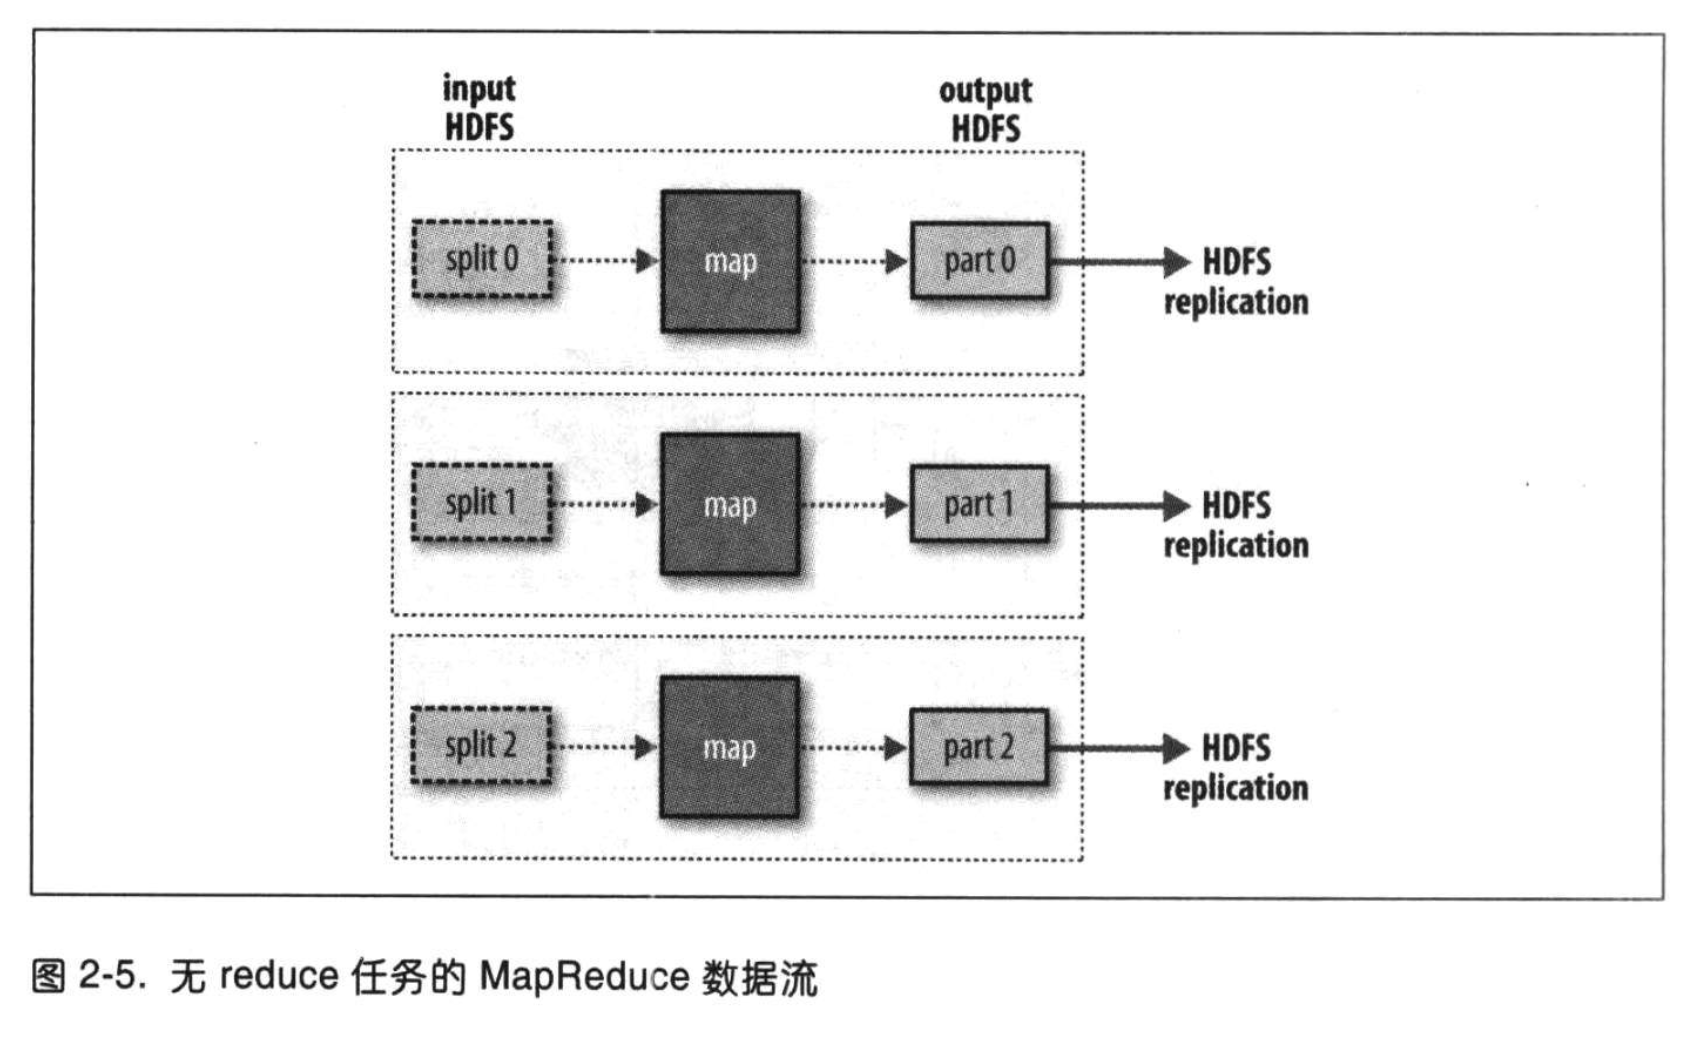 input
HDFS
output
HDFS
split 0
map
part 0
HDFS
replication
split 1
map
part 1
HDFS
replication
split 2
map
part 2
HDFS
replication
图 2-5. 无 reduce 任务的 MapReduce 数据流